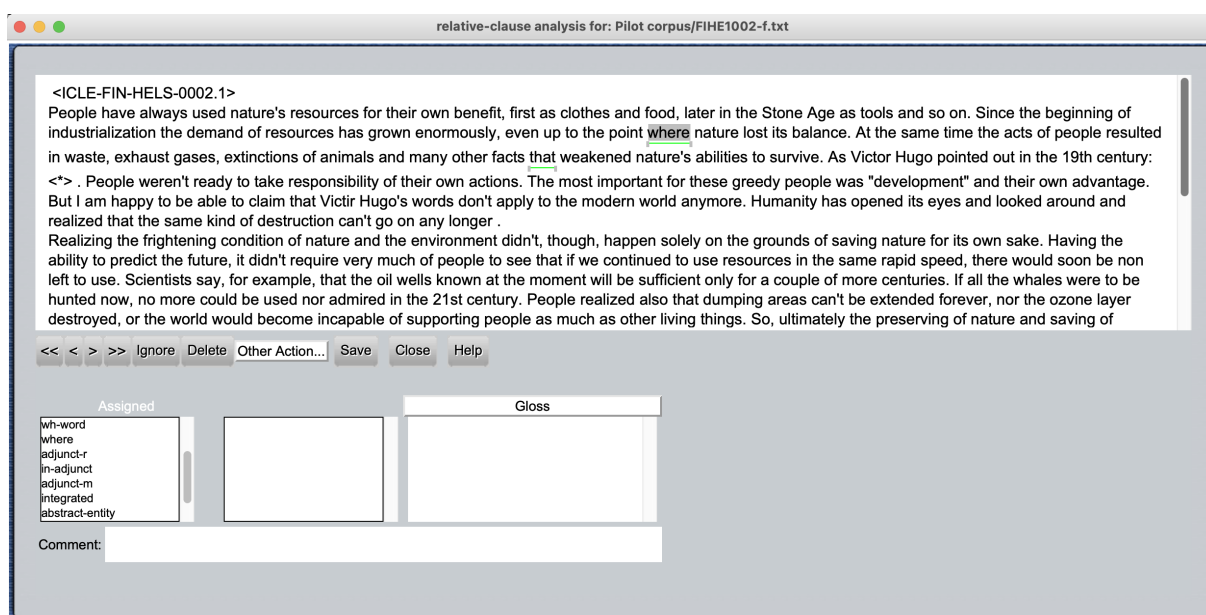 relative-clause analysis for: Pilot corpus/FIHE1002-f.txt
<ICLE-FIN-HELS-0002.1>
People have always used nature's resources for their own benefit, first as clothes and food, later in the Stone Age as tools and so on. Since the beginning of
industrialization the demand of resources has grown enormously, even up to the point where nature lost its balance. At the same time the acts of people resulted
in waste, exhaust gases, extinctions of animals and many other facts that weakened nature's abilities to survive. As Victor Hugo pointed out in the 19th century:
<*> . People weren't ready to take responsibility of their own actions. The most important for these greedy people was "development" and their own advantage.
But I am happy to be able to claim that Victir Hugo's words don't apply to the modern world anymore. Humanity has opened its eyes and looked around and
realized that the same kind of destruction can't go on any longer .
Realizing the frightening condition of nature and the environment didn't, though, happen solely on the grounds of saving nature for its own sake. Having the
ability to predict the future, it didn't require very much of people to see that if we continued to use resources in the same rapid speed, there would soon be non
left to use. Scientists say, for example, that the oil wells known at the moment will be sufficient only for a couple of more centuries. If all the whales were to be
hunted now, no more could be used nor admired in the 21st century. People realized also that dumping areas can't be extended forever, nor the ozone layer
destroyed, or the world would become incapable of supporting people as much as other living things. So, ultimately the preserving of nature and saving of
<< < > >> Ignore Delete Other Action... Save Close Help
Assigned
Gloss
wh-word
where
adjunct-r
in-adjunct
adjunct-m
integrated
abstract-entity
Comment: